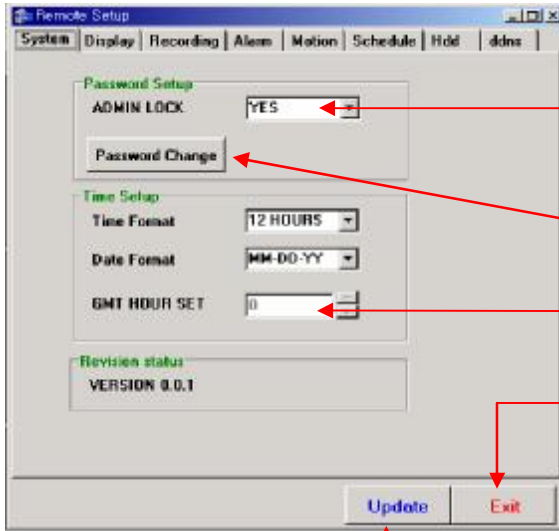 Remote Setup
System Display Recording Alarm Motion Schedule Hdd ddns
Password Setup
ADMIN LOCK YES
Password Change
Time Setup
Time Format 12 HOURS
Date Format MM-DD-YY
GMT HOUR SET 0
Revision status
VERSION 0.0.1
Update Exit